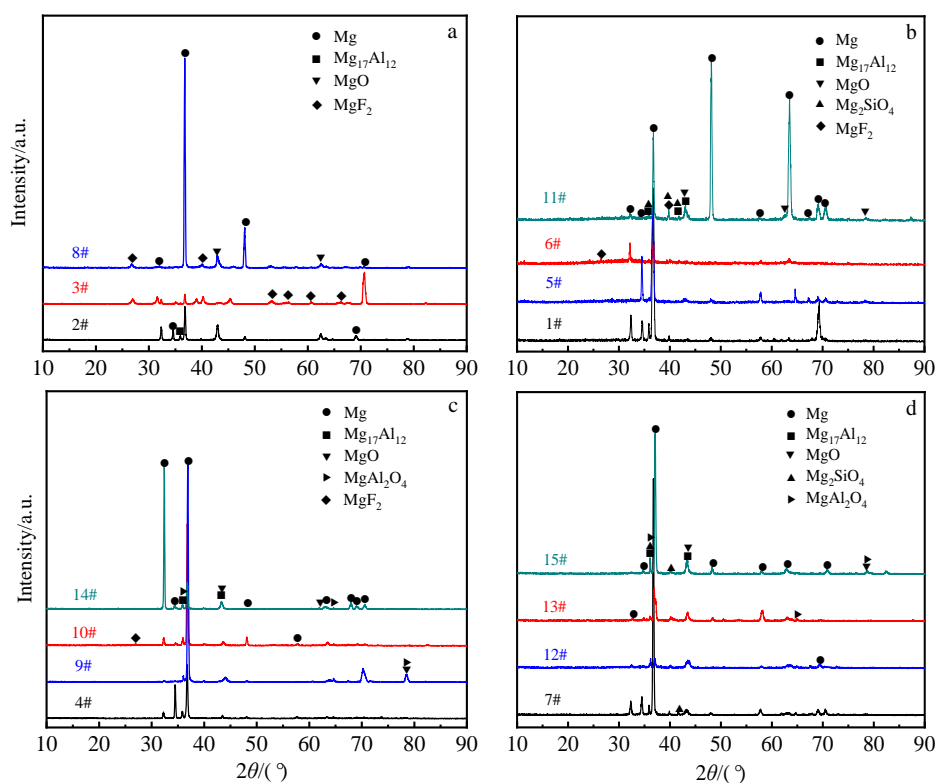 a
● Mg
■ Mg₁₇Al₁₂
▼ MgO
◆ MgF₂
Intensity/a.u.
8#
3#
2#
10 20 30 40 50 60 70 80 90
b
● Mg
■ Mg₁₇Al₁₂
▼ MgO
▲ Mg₂SiO₄
◆ MgF₂
11#
6#
5#
1#
10 20 30 40 50 60 70 80 90
c
● Mg
■ Mg₁₇Al₁₂
▼ MgO
► MgAl₂O₄
◆ MgF₂
Intensity/a.u.
14#
10#
9#
4#
10 20 30 40 50 60 70 80 90
2θ/(°)
d
● Mg
■ Mg₁₇Al₁₂
▼ MgO
▲ Mg₂SiO₄
► MgAl₂O₄
15#
13#
12#
7#
10 20 30 40 50 60 70 80 90
2θ/(°)